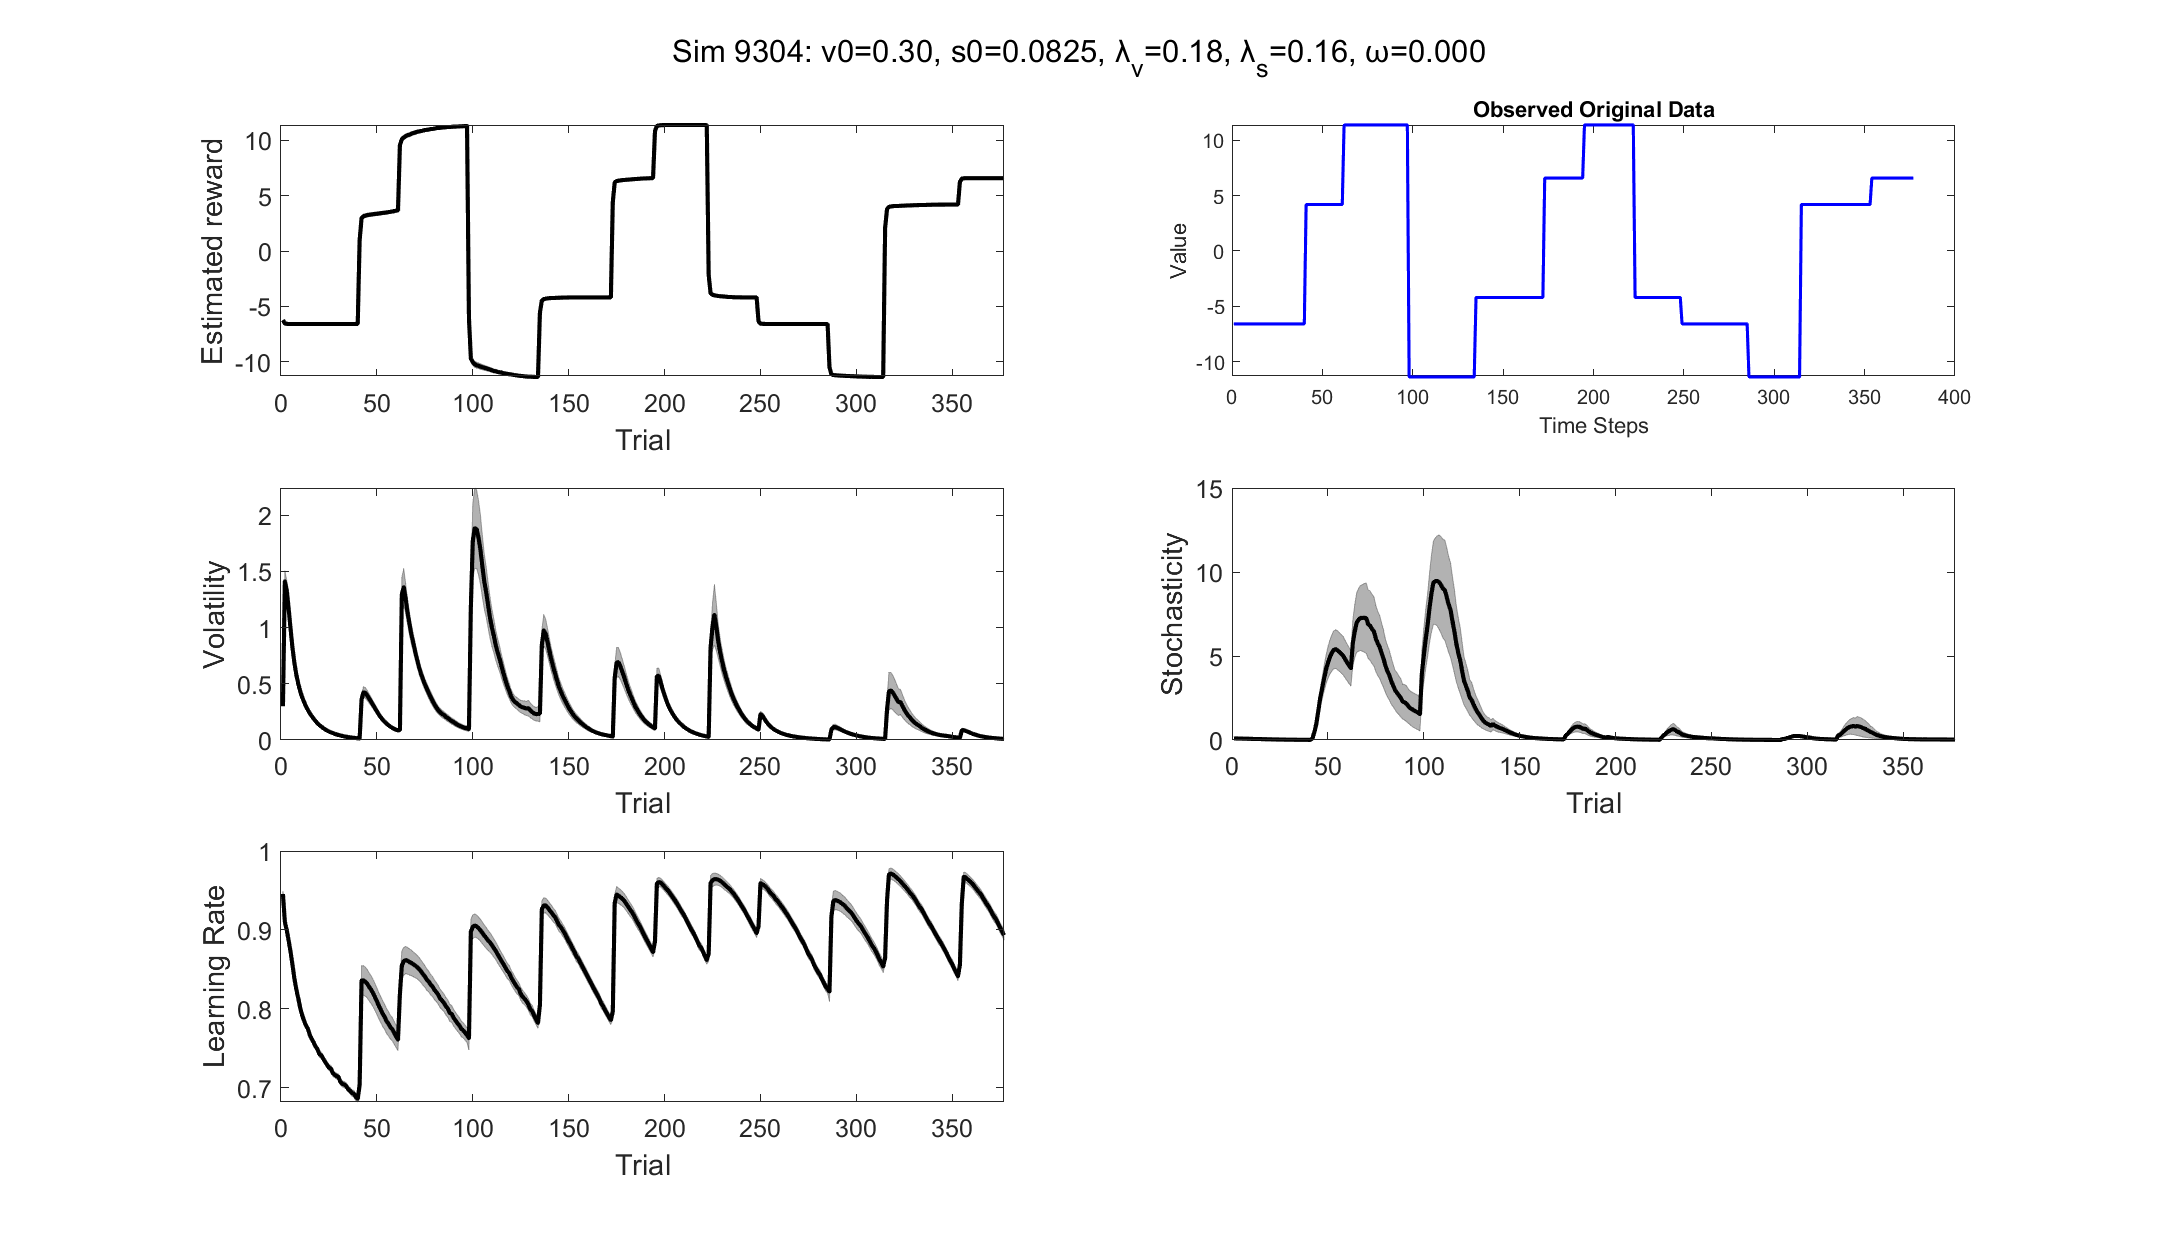 Sim 9304: v0=0.30, s0=0.0825, λ_v=0.18, λ_s=0.16, ω=0.000
Estimated reward
10
5
0
-5
-10
0 50 100 150 200 250 300 350
Trial
Observed Original Data
Value
10
5
0
-5
-10
0 50 100 150 200 250 300 350 400
Time Steps
Volatility
2
1.5
1
0.5
0
0 50 100 150 200 250 300 350
Trial
Stochasticity
15
10
5
0
0 50 100 150 200 250 300 350
Trial
Learning Rate
1
0.9
0.8
0.7
0 50 100 150 200 250 300 350
Trial